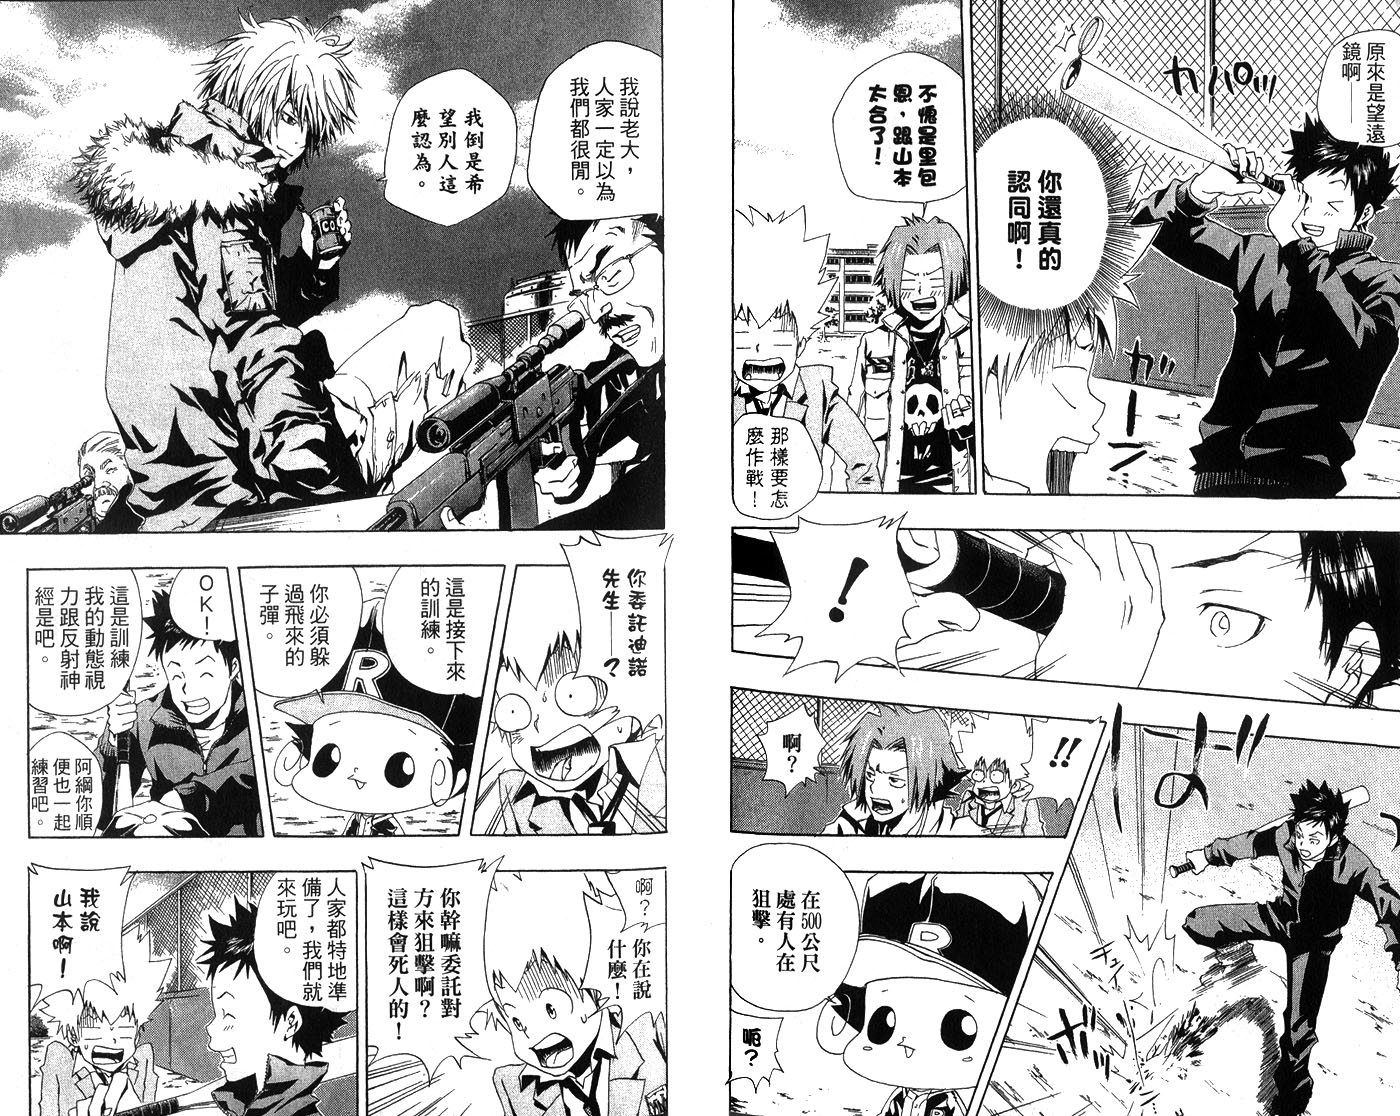 原來是望遠
鏡啊——
カパッ
你還真的
認同啊！
ガーン
不愧是里包
恩，跟山本
太合了！
那樣要怎
麼作戰！
！
!!
啊？
在500公尺
處有人在
狙擊。
R
呃？
我說老大，
人家一定以為
我們都很閒。
我倒是希
望別人這
麼認為。
CO
你委託迪諾
先生——？
這是接下來
的訓練。
你必須躲
過飛來的
子彈。
R
OK！
這是訓練
我的動態視
力跟反射神
經是吧。
阿綱你順
便也一起
練習吧。
啊？
你在說
什麼！
你幹嘛委託對
方來狙擊啊？
這樣會死人的！
人家都特地準
備了，我們就
來玩吧。
我說
山本啊！